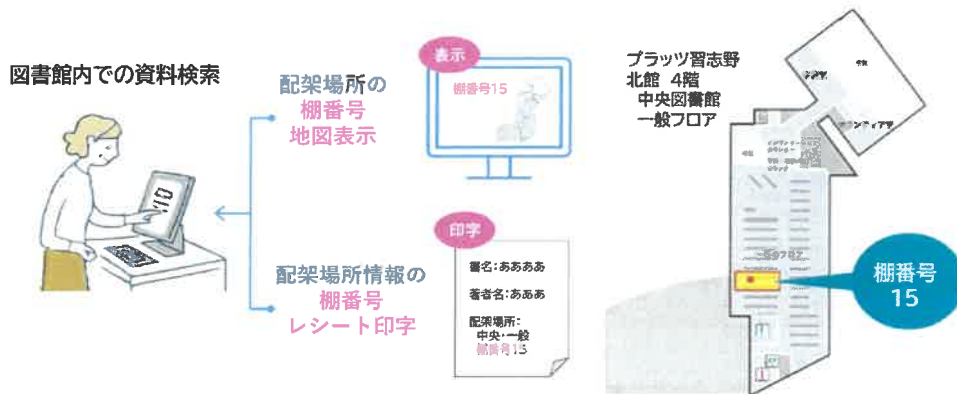 図書館内での資料検索
配架場所の
棚番号
地図表示
表示
棚番号15
配架場所情報の
棚番号
レシート印字
印字
書名：ああああ
著者名：あああ
配架場所：
中央・一般
棚番号15
プラッツ習志野
北館 4階
中央図書館
一般フロア
棚番号
15